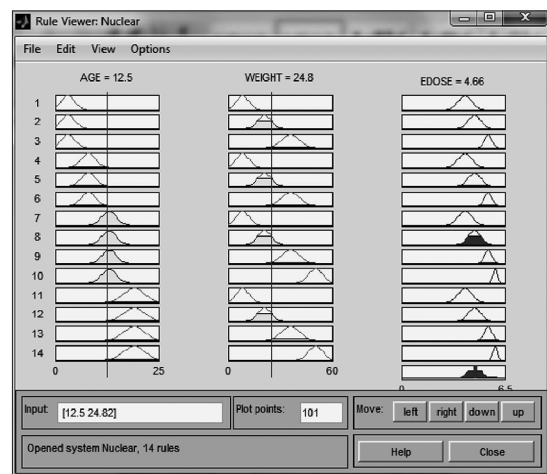 Rule Viewer: Nuclear
File Edit View Options
AGE = 12.5 WEIGHT = 24.8 EDOSE = 4.66
1
2
3
4
5
6
7
8
9
10
11
12
13
14
0 25 0 60
0 6.5
Input: [12.5 24.82] Plot points: 101 Move: left right down up
Opened system Nuclear, 14 rules Help Close